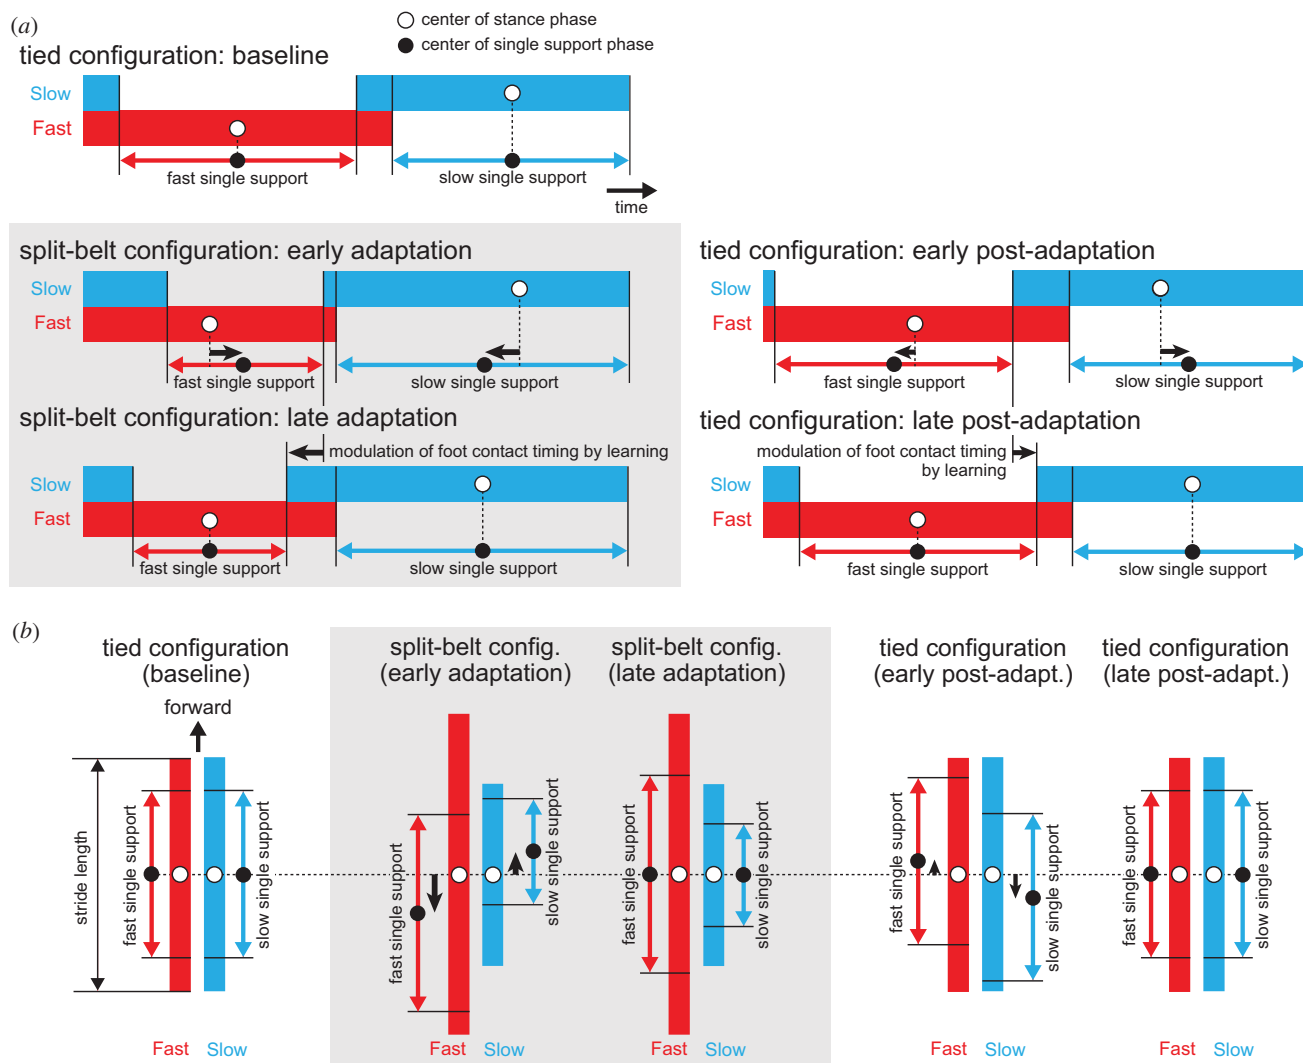 (a)
center of stance phase
center of single support phase
tied configuration: baseline
Slow
Fast
fast single support
slow single support
time
split-belt configuration: early adaptation
Slow
Fast
fast single support
slow single support
tied configuration: early post-adaptation
Slow
Fast
fast single support
slow single support
split-belt configuration: late adaptation
modulation of foot contact timing by learning
Slow
Fast
fast single support
slow single support
tied configuration: late post-adaptation
modulation of foot contact timing
by learning
Slow
Fast
fast single support
slow single support
(b)
tied configuration
(baseline)
forward
stride length
fast single support
slow single support
Fast
Slow
split-belt config.
(early adaptation)
fast single support
slow single support
Fast
Slow
split-belt config.
(late adaptation)
fast single support
slow single support
Fast
Slow
tied configuration
(early post-adapt.)
fast single support
slow single support
Fast
Slow
tied configuration
(late post-adapt.)
fast single support
slow single support
Fast
Slow